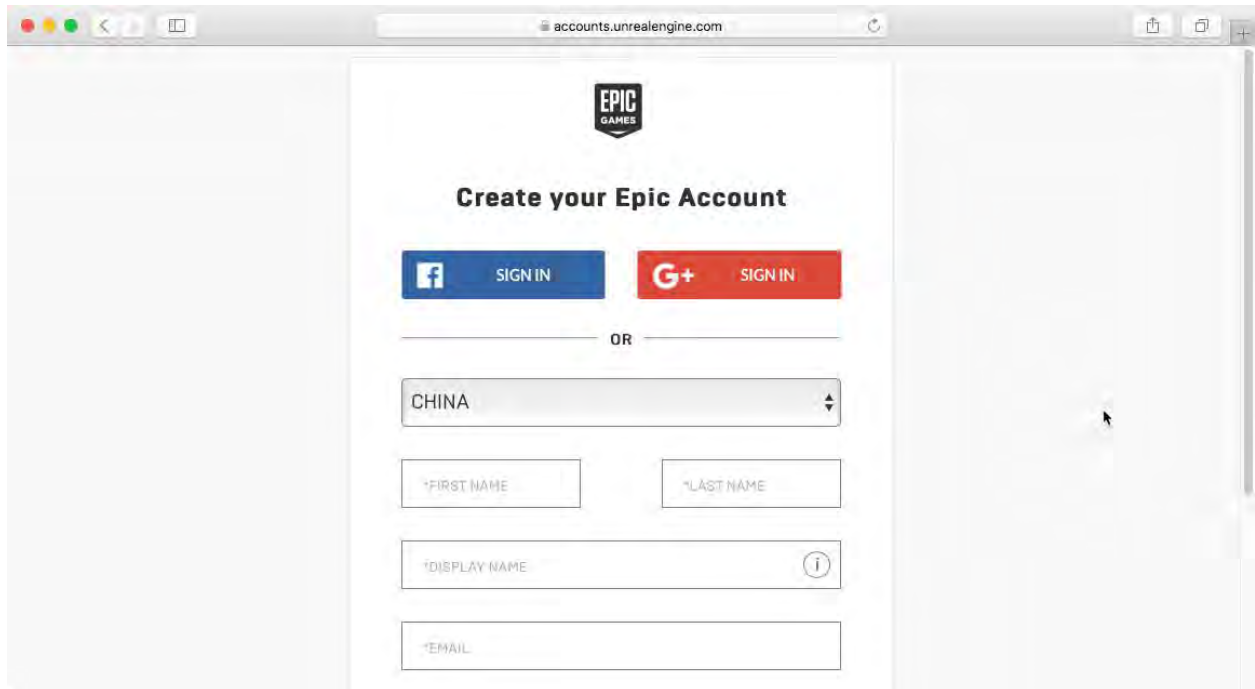 accounts.unrealengine.com
EPIC
GAMES
Create your Epic Account
SIGN IN
G+ SIGN IN
OR
CHINA
*FIRST NAME
*LAST NAME
*DISPLAY NAME
*EMAIL